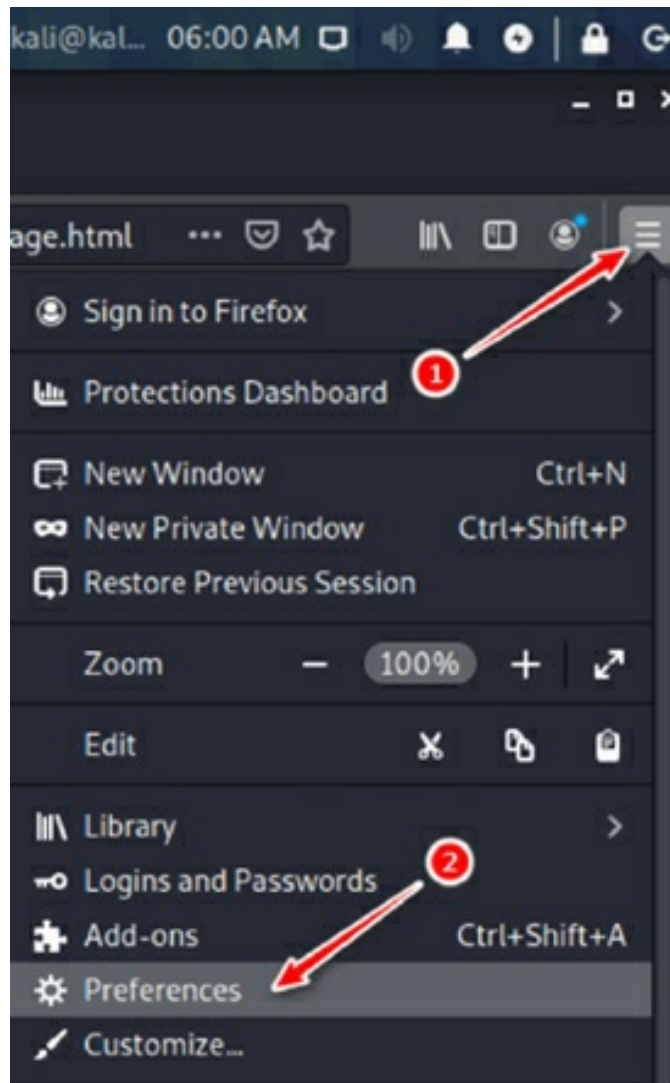 kali@kal... 06:00 AM
age.html ...
Sign in to Firefox
1
Protections Dashboard
New Window Ctrl+N
New Private Window Ctrl+Shift+P
Restore Previous Session
Zoom − 100% +
Edit
Library
2
Logins and Passwords
Add-ons Ctrl+Shift+A
Preferences
Customize...